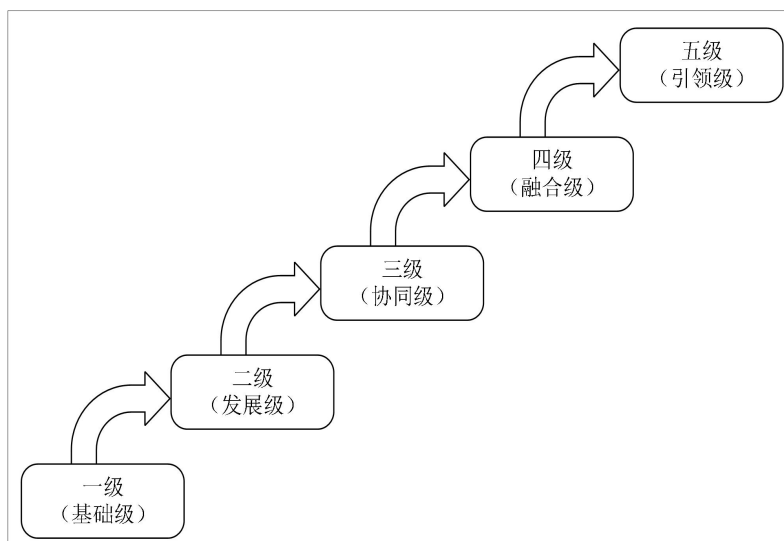 五级
（引领级）
四级
（融合级）
三级
（协同级）
二级
（发展级）
一级
（基础级）